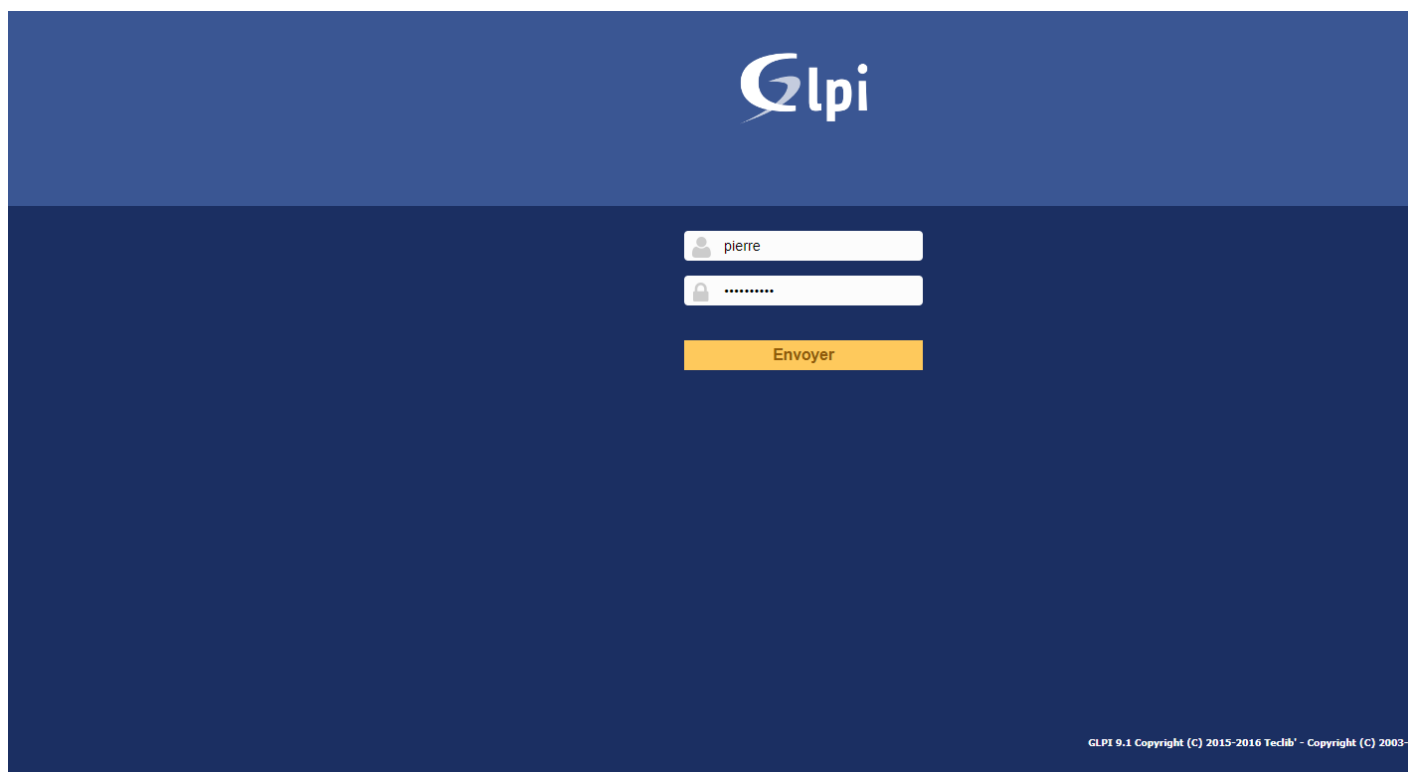 Glpi
pierre
••••••••••
Envoyer
GLPI 9.1 Copyright (C) 2015-2016 Teclib' - Copyright (C) 2003-